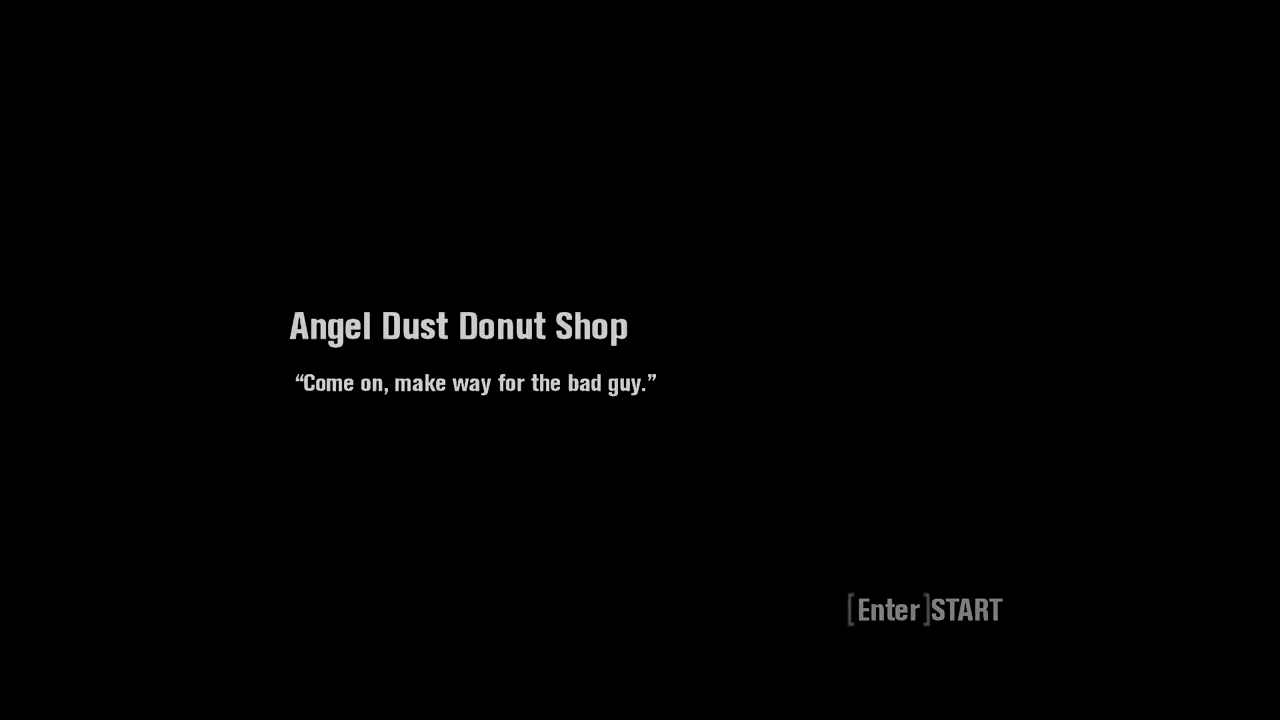 Angel Dust Donut Shop
“Come on, make way for the bad guy.”
[Enter]START